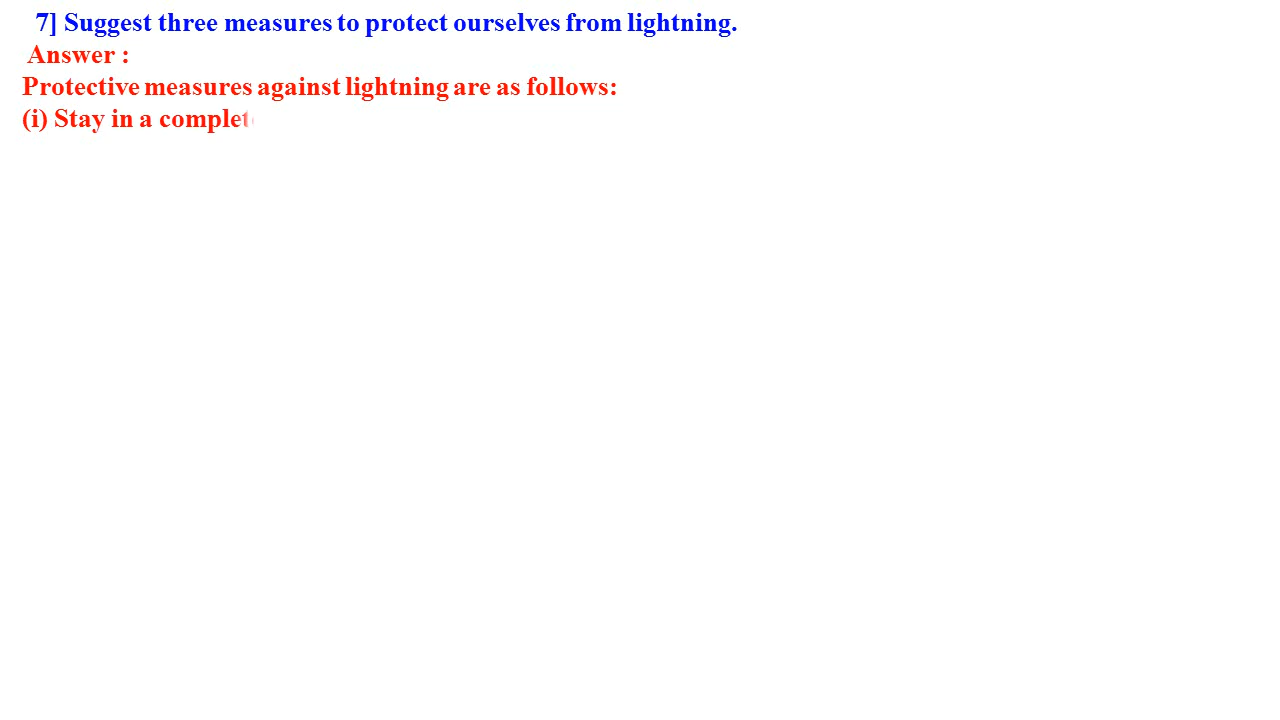 7] Suggest three measures to protect ourselves from lightning.
Answer :
Protective measures against lightning are as follows:
(i) Stay in a complet